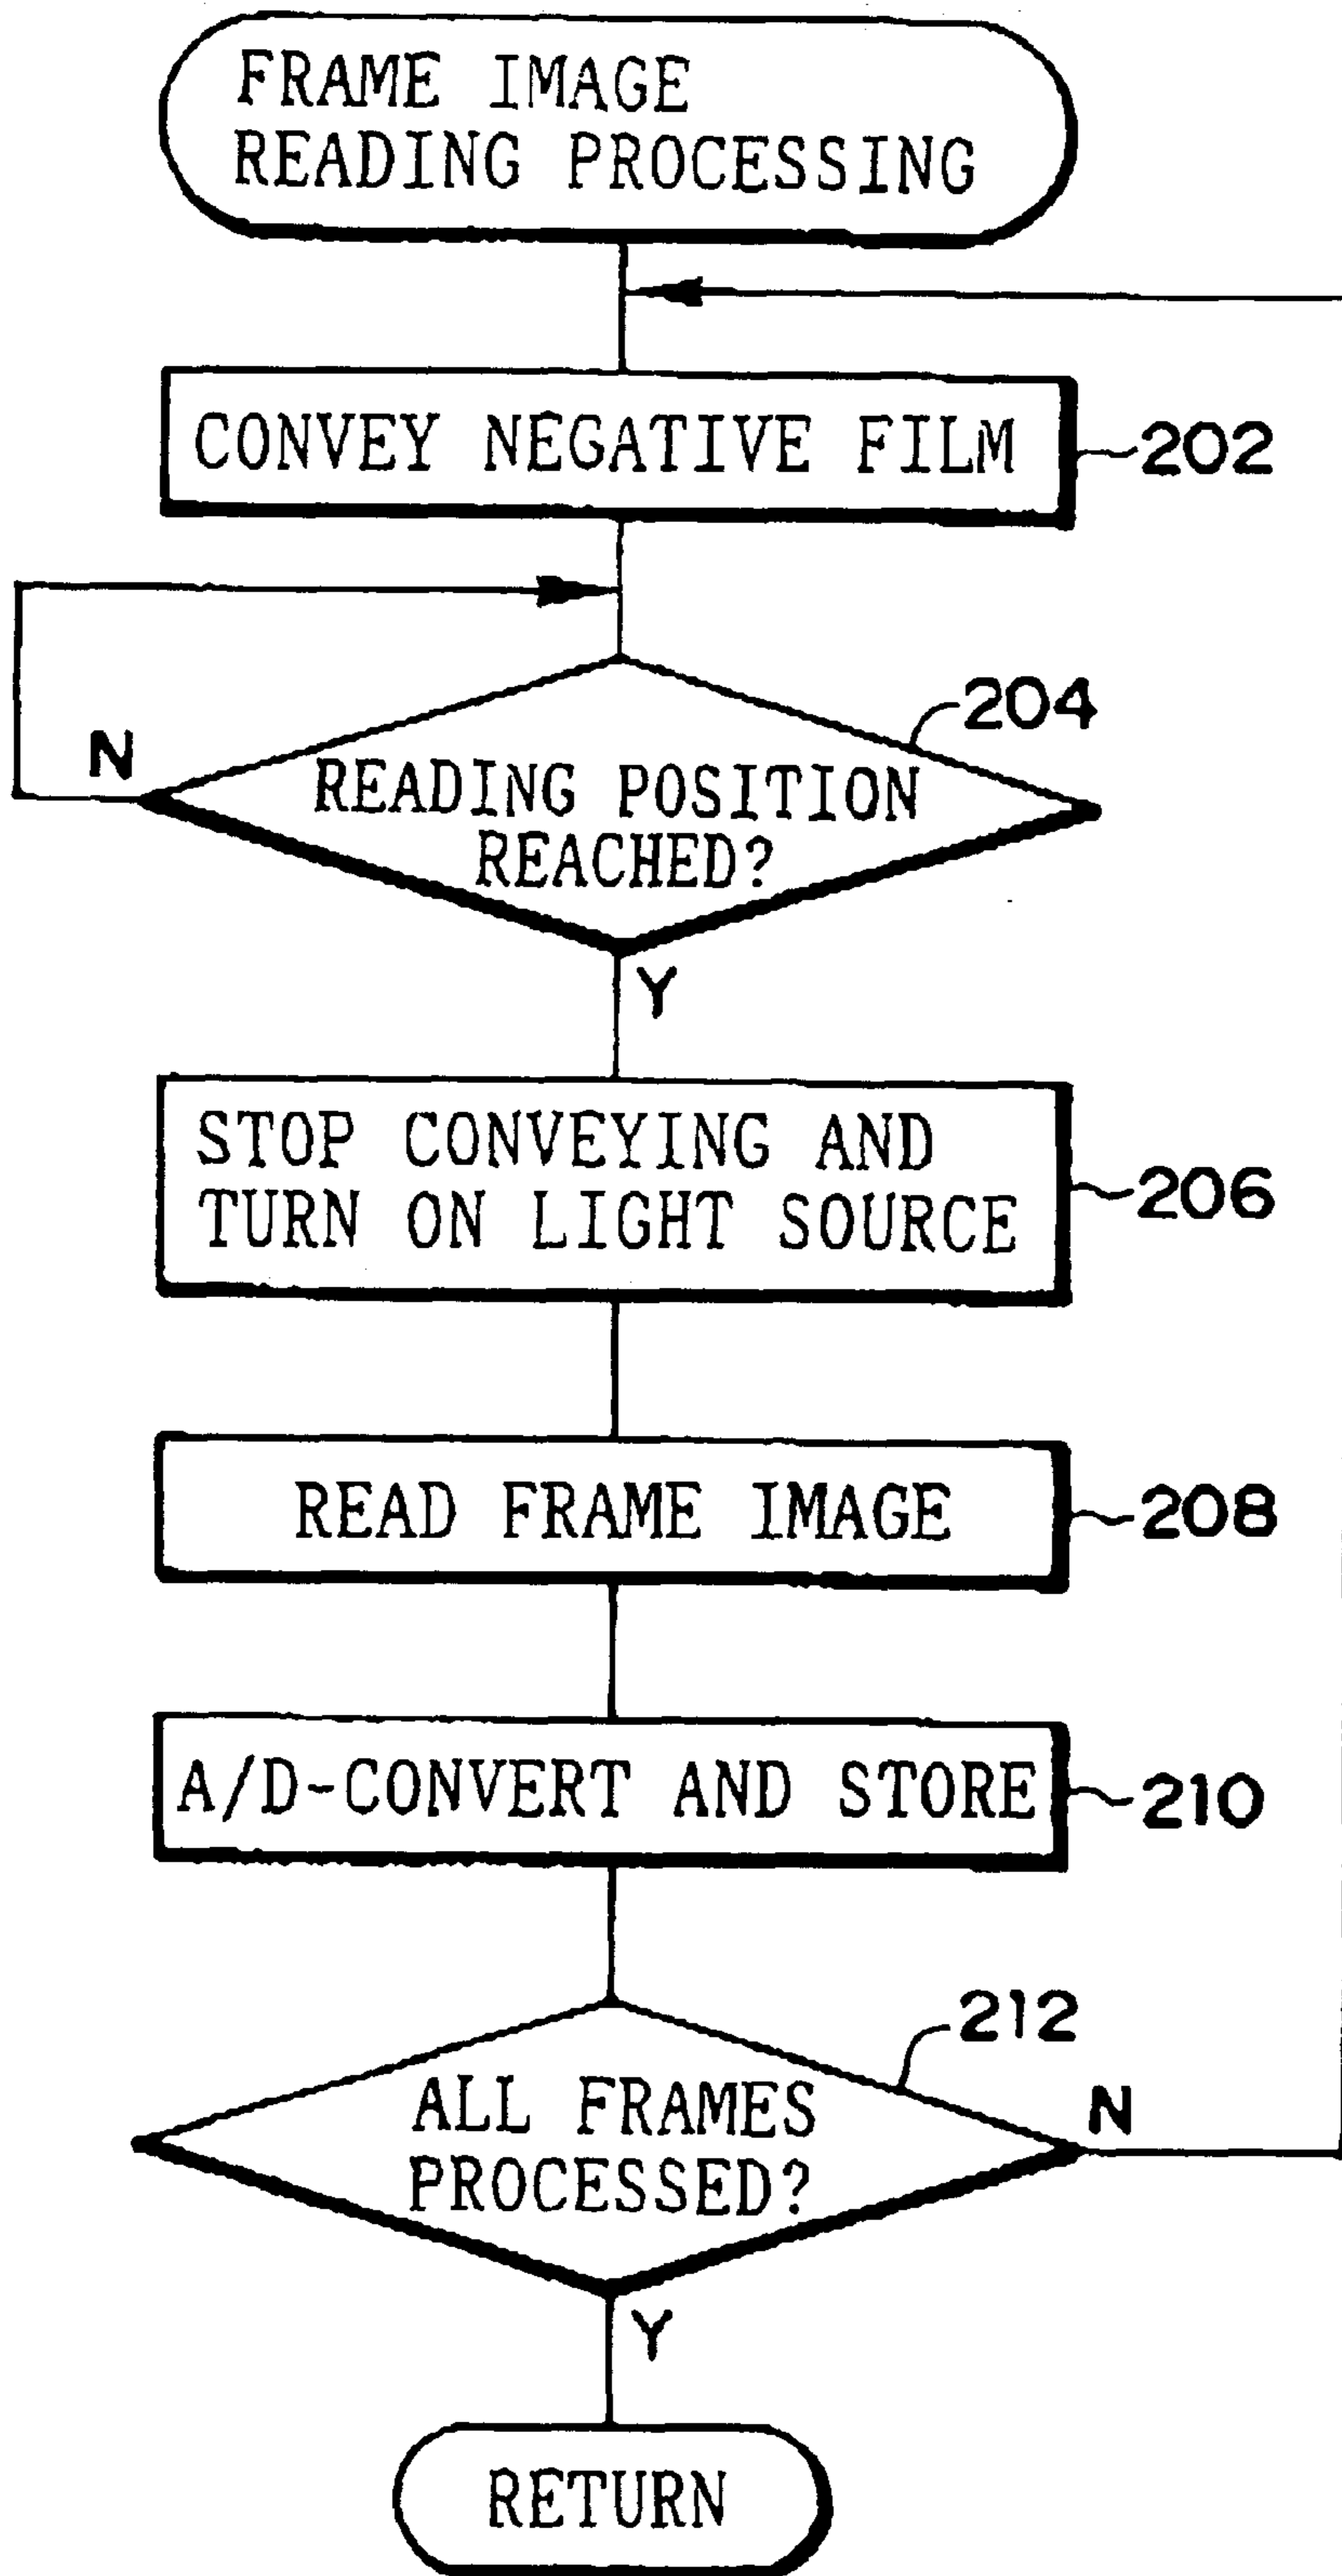 FRAME IMAGE
READING PROCESSING
CONVEY NEGATIVE FILM
202
204
N
READING POSITION
REACHED?
Y
STOP CONVEYING AND
TURN ON LIGHT SOURCE
206
READ FRAME IMAGE
208
A/D-CONVERT AND STORE
210
212
ALL FRAMES
PROCESSED?
N
Y
RETURN